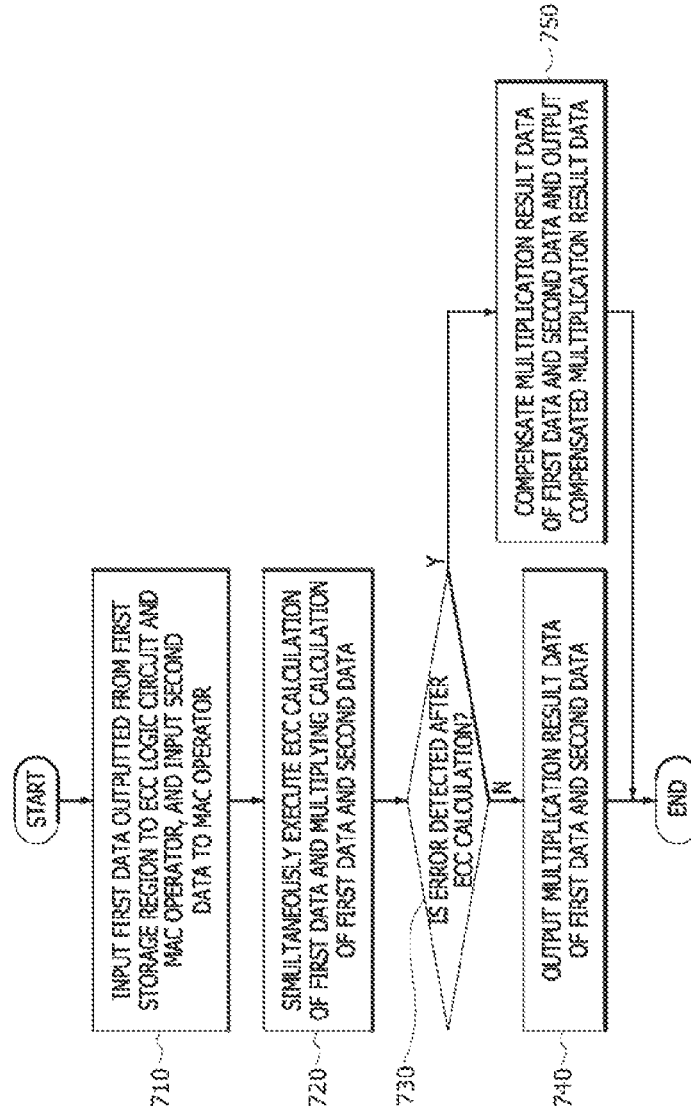 START
710
INPUT FIRST DATA OUTPUTTED FROM FIRST
STORAGE REGION TO ECC LOGIC CIRCUIT AND
MAC OPERATOR, AND INPUT SECOND
DATA TO MAC OPERATOR
720
SIMULTANEOUSLY EXECUTE ECC CALCULATION
OF FIRST DATA AND MULTIPLYING CALCULATION
OF FIRST DATA AND SECOND DATA
730
IS ERROR DETECTED AFTER
ECC CALCULATION?
Y
N
740
OUTPUT MULTIPLICATION RESULT DATA
OF FIRST DATA AND SECOND DATA
750
COMPENSATE MULTIPLICATION RESULT DATA
OF FIRST DATA AND SECOND DATA AND OUTPUT
COMPENSATED MULTIPLICATION RESULT DATA
END